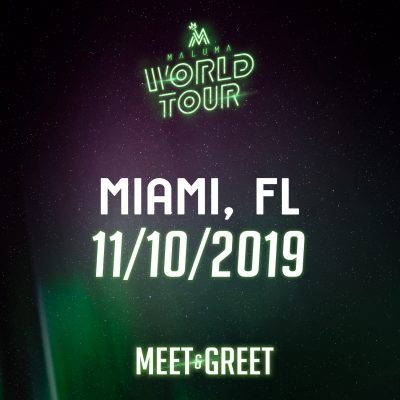 MALUMA
WORLD
TOUR
MIAMI, FL
11/10/2019
MEET&GREET